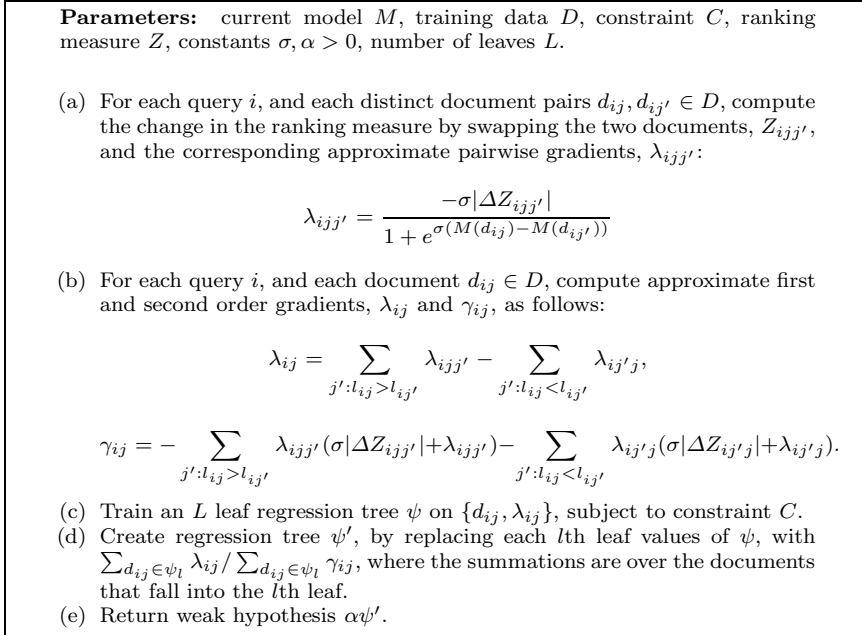 Parameters: current model M, training data D, constraint C, ranking
measure Z, constants σ, α > 0, number of leaves L.
(a) For each query i, and each distinct document pairs d_{ij}, d_{ij′} ∈ D, compute
the change in the ranking measure by swapping the two documents, Z_{ijj′},
and the corresponding approximate pairwise gradients, λ_{ijj′}:
λ_{ijj′} = \frac{−σ|ΔZ_{ijj′}|}{1 + e^{σ(M(d_{ij})−M(d_{ij′}))}}
(b) For each query i, and each document d_{ij} ∈ D, compute approximate first
and second order gradients, λ_{ij} and γ_{ij}, as follows:
λ_{ij} = ∑_{j′:l_{ij}>l_{ij′}} λ_{ijj′} − ∑_{j′:l_{ij}<l_{ij′}} λ_{ij′j},
γ_{ij} = − ∑_{j′:l_{ij}>l_{ij′}} λ_{ijj′}(σ|ΔZ_{ijj′}|+λ_{ijj′})− ∑_{j′:l_{ij}<l_{ij′}} λ_{ij′j}(σ|ΔZ_{ij′j}|+λ_{ij′j}).
(c) Train an L leaf regression tree ψ on {d_{ij}, λ_{ij}}, subject to constraint C.
(d) Create regression tree ψ′, by replacing each lth leaf values of ψ, with
∑_{d_{ij}∈ψ_l} λ_{ij}/ ∑_{d_{ij}∈ψ_l} γ_{ij}, where the summations are over the documents
that fall into the lth leaf.
(e) Return weak hypothesis αψ′.